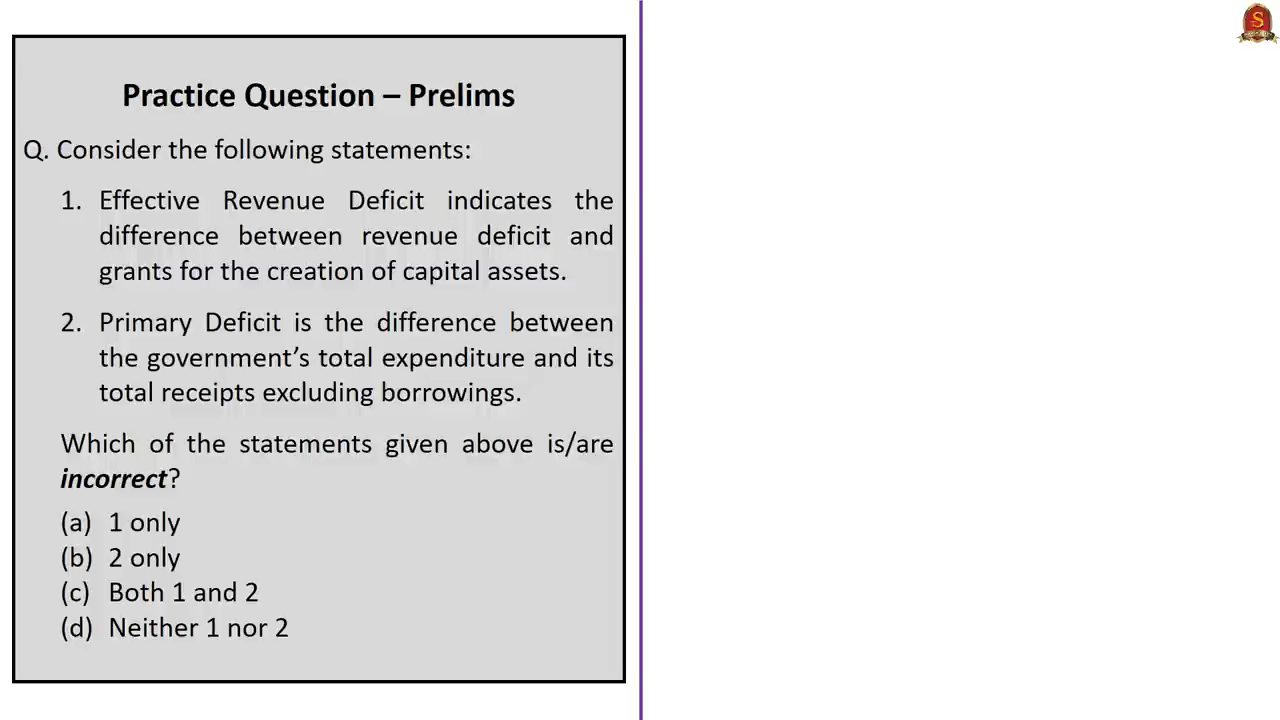 Practice Question – Prelims
Q. Consider the following statements:
1. Effective Revenue Deficit indicates the
difference between revenue deficit and
grants for the creation of capital assets.
2. Primary Deficit is the difference between
the government’s total expenditure and its
total receipts excluding borrowings.
Which of the statements given above is/are
incorrect?
(a) 1 only
(b) 2 only
(c) Both 1 and 2
(d) Neither 1 nor 2
S